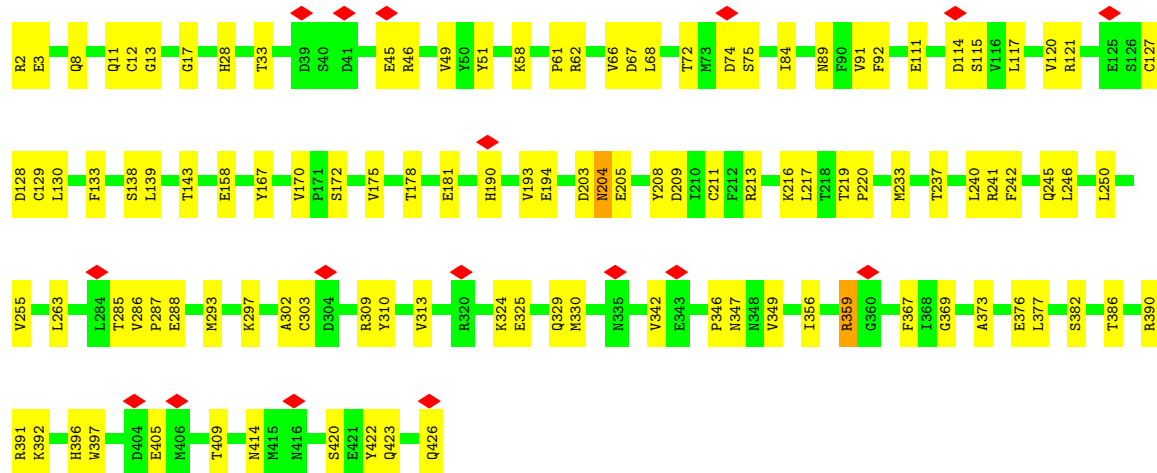 R2 E3 Q8 Q11 C12 G13 G17 H28 T33 D39 S40 D41 E45 R46 V49 Y50 Y51 K58 P61 R62 V66 D67 L68 T72 M73 D74 S75 I84 N89 F90 V91 F92 E111 D114 S115 V116 L117 V120 R121 E125 S126 C127
D128 C129 L130 F133 S138 L139 T143 E158 Y167 V170 P171 S172 V175 T178 E181 H190 V193 E194 D203 N204 E205 Y208 D209 I210 C211 F212 R213 K216 L217 T218 T219 P220 M233 T237 L240 R241 F242 Q245 L246 L250
V255 L263 L284 T285 V286 P287 E288 M293 K297 A302 C303 D304 R309 Y310 V313 R320 K324 E325 Q329 M330 N335 V342 E343 P346 N347 N348 V349 I356 R359 G360 F367 I368 G369 A373 E376 L377 S382 T386 R390
R391 K392 H396 W397 D404 E405 M406 T409 N414 M415 N416 S420 E421 Y422 Q423 Q426